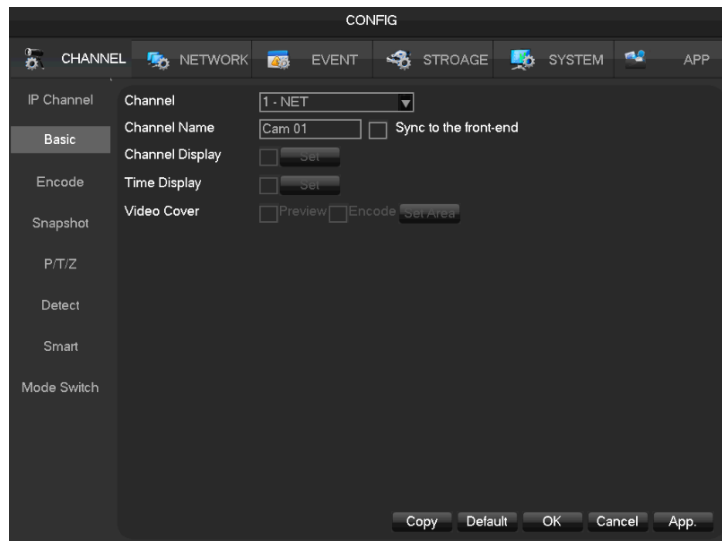 CONFIG
CHANNEL NETWORK EVENT STROAGE SYSTEM APP
IP Channel
Basic
Encode
Snapshot
P/T/Z
Detect
Smart
Mode Switch
Channel 1 - NET
Channel Name Cam 01 Sync to the front-end
Channel Display Set
Time Display Set
Video Cover Preview Encode Set Area
Copy Default OK Cancel App.